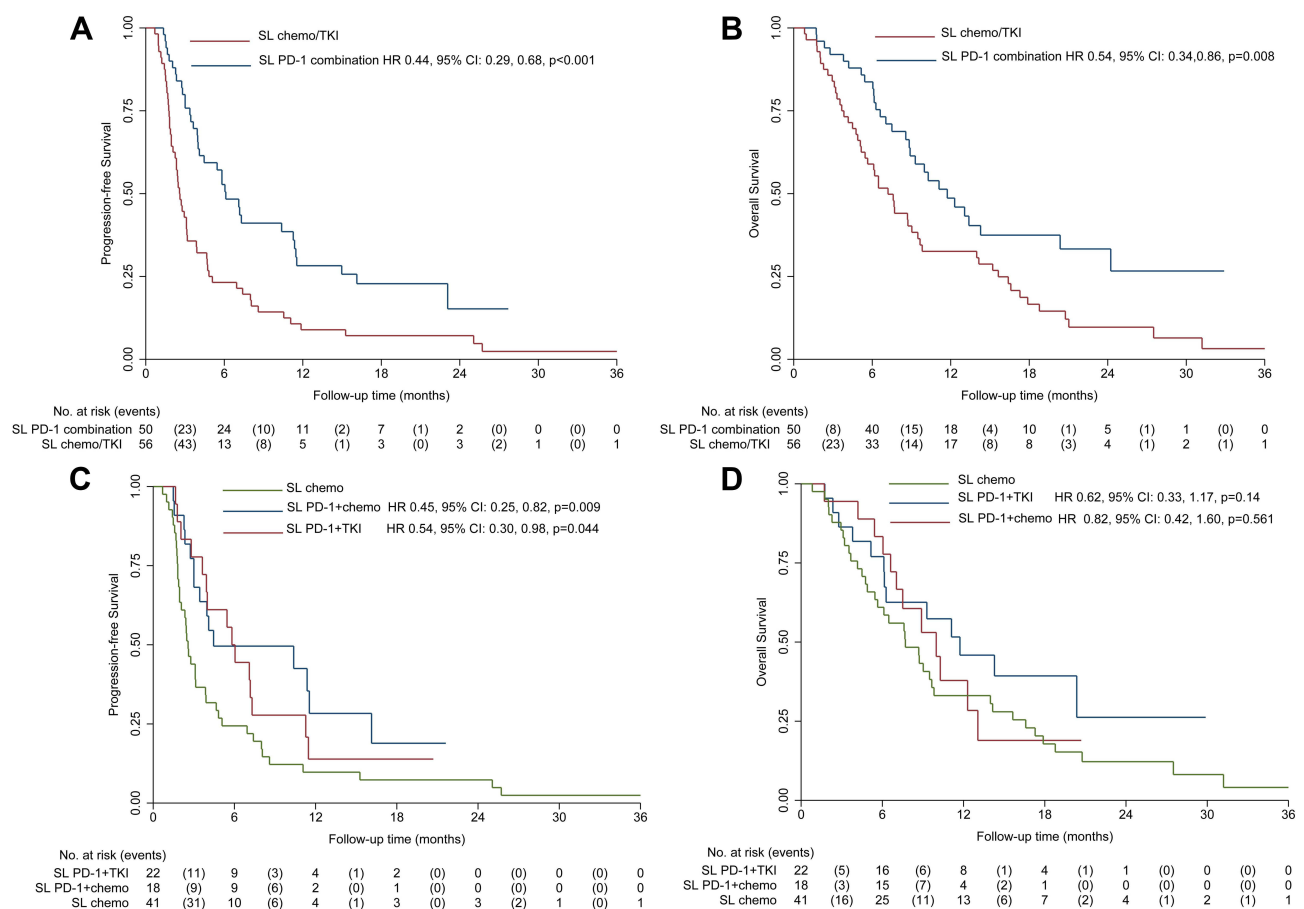 A
SL chemo/TKI
SL PD-1 combination HR 0.44, 95% CI: 0.29, 0.68, p<0.001
Progression-free Survival
1.00
0.75
0.50
0.25
0.00
0 6 12 18 24 30 36
Follow-up time (months)
No. at risk (events)
SL PD-1 combination 50 (23) 24 (10) 11 (2) 7 (1) 2 (0) 0 (0) 0
SL chemo/TKI 56 (43) 13 (8) 5 (1) 3 (0) 3 (2) 1 (0) 1
B
SL chemo/TKI
SL PD-1 combination HR 0.54, 95% CI: 0.34,0.86, p=0.008
Overall Survival
1.00
0.75
0.50
0.25
0.00
0 6 12 18 24 30 36
Follow-up time (months)
No. at risk (events)
SL PD-1 combination 50 (8) 40 (15) 18 (4) 10 (1) 5 (1) 1 (0) 0
SL chemo/TKI 56 (23) 33 (14) 17 (8) 8 (3) 4 (1) 2 (1) 1
C
SL chemo
SL PD-1+chemo HR 0.45, 95% CI: 0.25, 0.82, p=0.009
SL PD-1+TKI HR 0.54, 95% CI: 0.30, 0.98, p=0.044
Progression-free Survival
1.00
0.75
0.50
0.25
0.00
0 6 12 18 24 30 36
Follow-up time (months)
No. at risk (events)
SL PD-1+TKI 22 (11) 9 (3) 4 (1) 2 (0) 0 (0) 0 (0) 0
SL PD-1+chemo 18 (9) 9 (6) 2 (0) 1 (0) 0 (0) 0 (0) 0
SL chemo 41 (31) 10 (6) 4 (1) 3 (0) 3 (2) 1 (0) 1
D
SL chemo
SL PD-1+TKI HR 0.62, 95% CI: 0.33, 1.17, p=0.14
SL PD-1+chemo HR 0.82, 95% CI: 0.42, 1.60, p=0.561
Overall Survival
1.00
0.75
0.50
0.25
0.00
0 6 12 18 24 30 36
Follow-up time (months)
No. at risk (events)
SL PD-1+TKI 22 (5) 16 (6) 8 (1) 4 (1) 1 (0) 0 (0) 0
SL PD-1+chemo 18 (3) 15 (7) 4 (2) 1 (0) 0 (0) 0 (0) 0
SL chemo 41 (16) 25 (11) 13 (6) 7 (2) 4 (1) 2 (1) 1